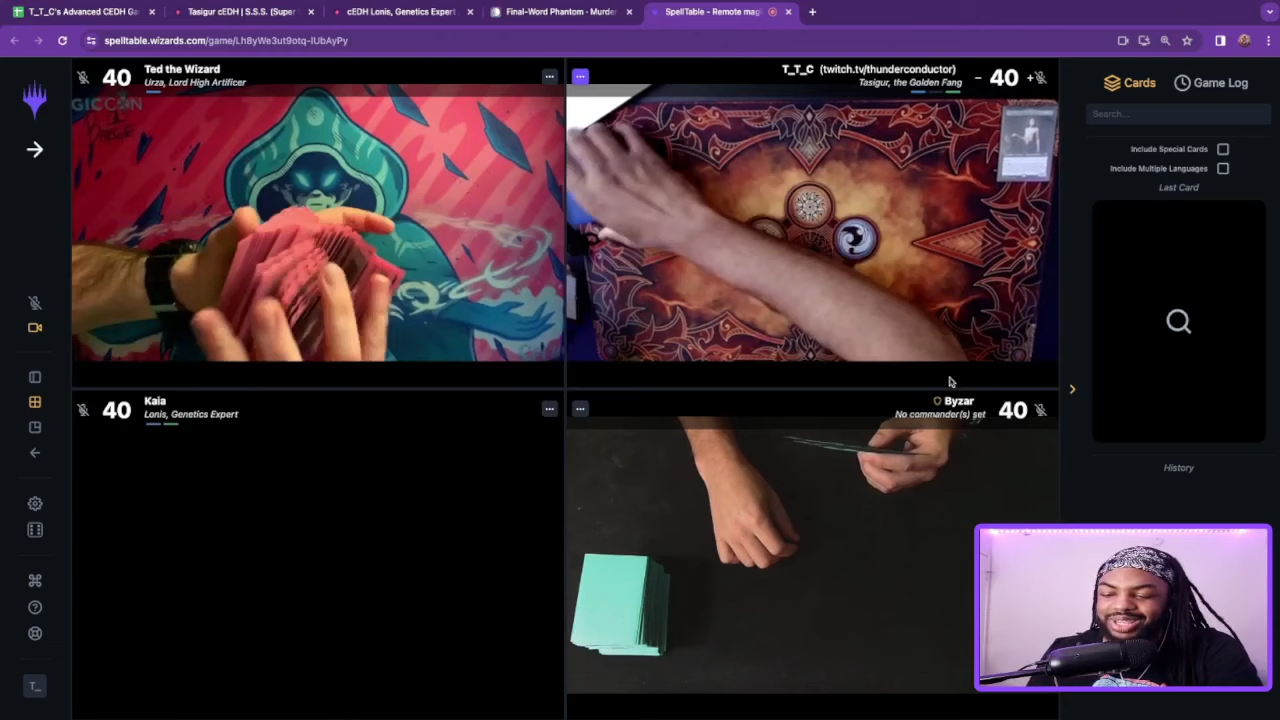 T_T_C's Advanced CEDH Ga
Tasigur cEDH | S.S.S. (Super
cEDH Lonis, Genetics Expert
Final-Word Phantom - Murder
SpellTable - Remote mag
spelltable.wizards.com/game/Lh8yWe3ut9otq-IUbAyPy
40
Ted the Wizard
Urza, Lord High Artificer
T_T_C (twitch.tv/thunderconductor)
Tasigur, the Golden Fang
- 40 +
Cards
Game Log
Search...
Include Special Cards
Include Multiple Languages
Last Card
History
40
Kaia
Lonis, Genetics Expert
Byzar
No commander(s) set
40
T_